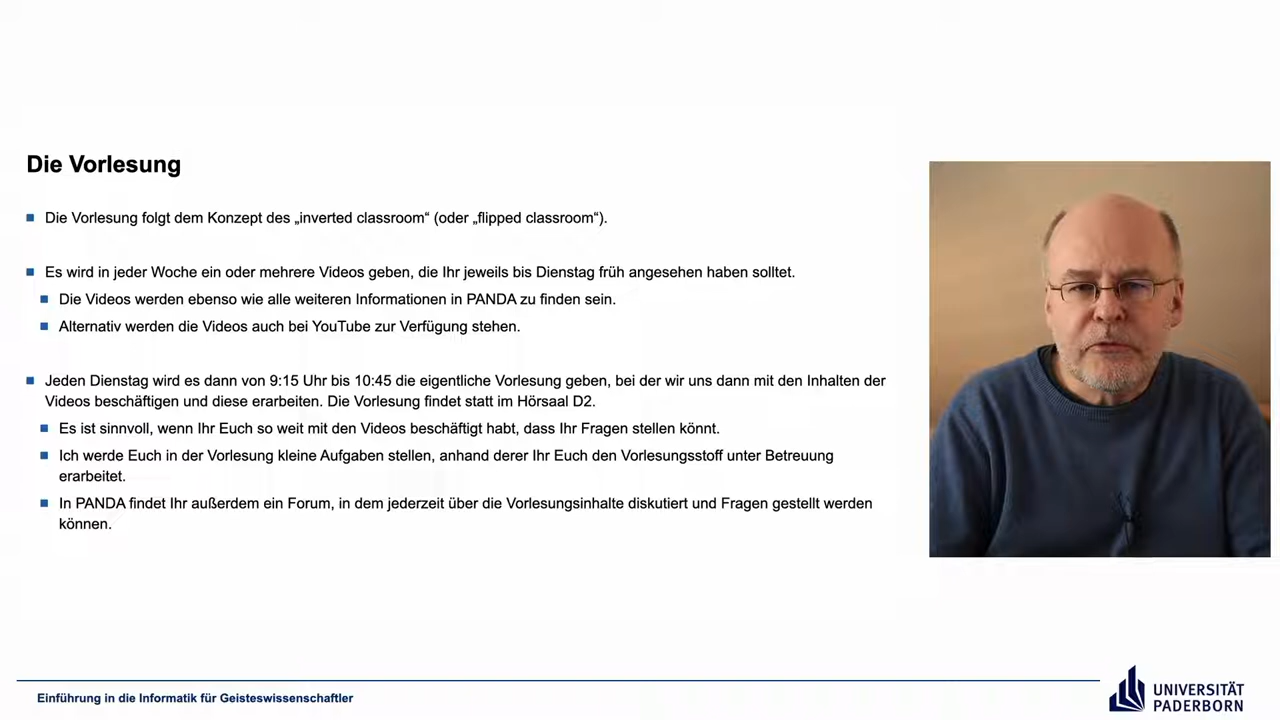 Die Vorlesung
Die Vorlesung folgt dem Konzept des „inverted classroom“ (oder „flipped classroom“).
Es wird in jeder Woche ein oder mehrere Videos geben, die Ihr jeweils bis Dienstag früh angesehen haben solltet.
Die Videos werden ebenso wie alle weiteren Informationen in PANDA zu finden sein.
Alternativ werden die Videos auch bei YouTube zur Verfügung stehen.
Jeden Dienstag wird es dann von 9:15 Uhr bis 10:45 die eigentliche Vorlesung geben, bei der wir uns dann mit den Inhalten der
Videos beschäftigen und diese erarbeiten. Die Vorlesung findet statt im Hörsaal D2.
Es ist sinnvoll, wenn Ihr Euch so weit mit den Videos beschäftigt habt, dass Ihr Fragen stellen könnt.
Ich werde Euch in der Vorlesung kleine Aufgaben stellen, anhand derer Ihr Euch den Vorlesungsstoff unter Betreuung
erarbeitet.
In PANDA findet Ihr außerdem ein Forum, in dem jederzeit über die Vorlesungsinhalte diskutiert und Fragen gestellt werden
können.
Einführung in die Informatik für Geisteswissenschaftler
UNIVERSITÄT
PADERBORN